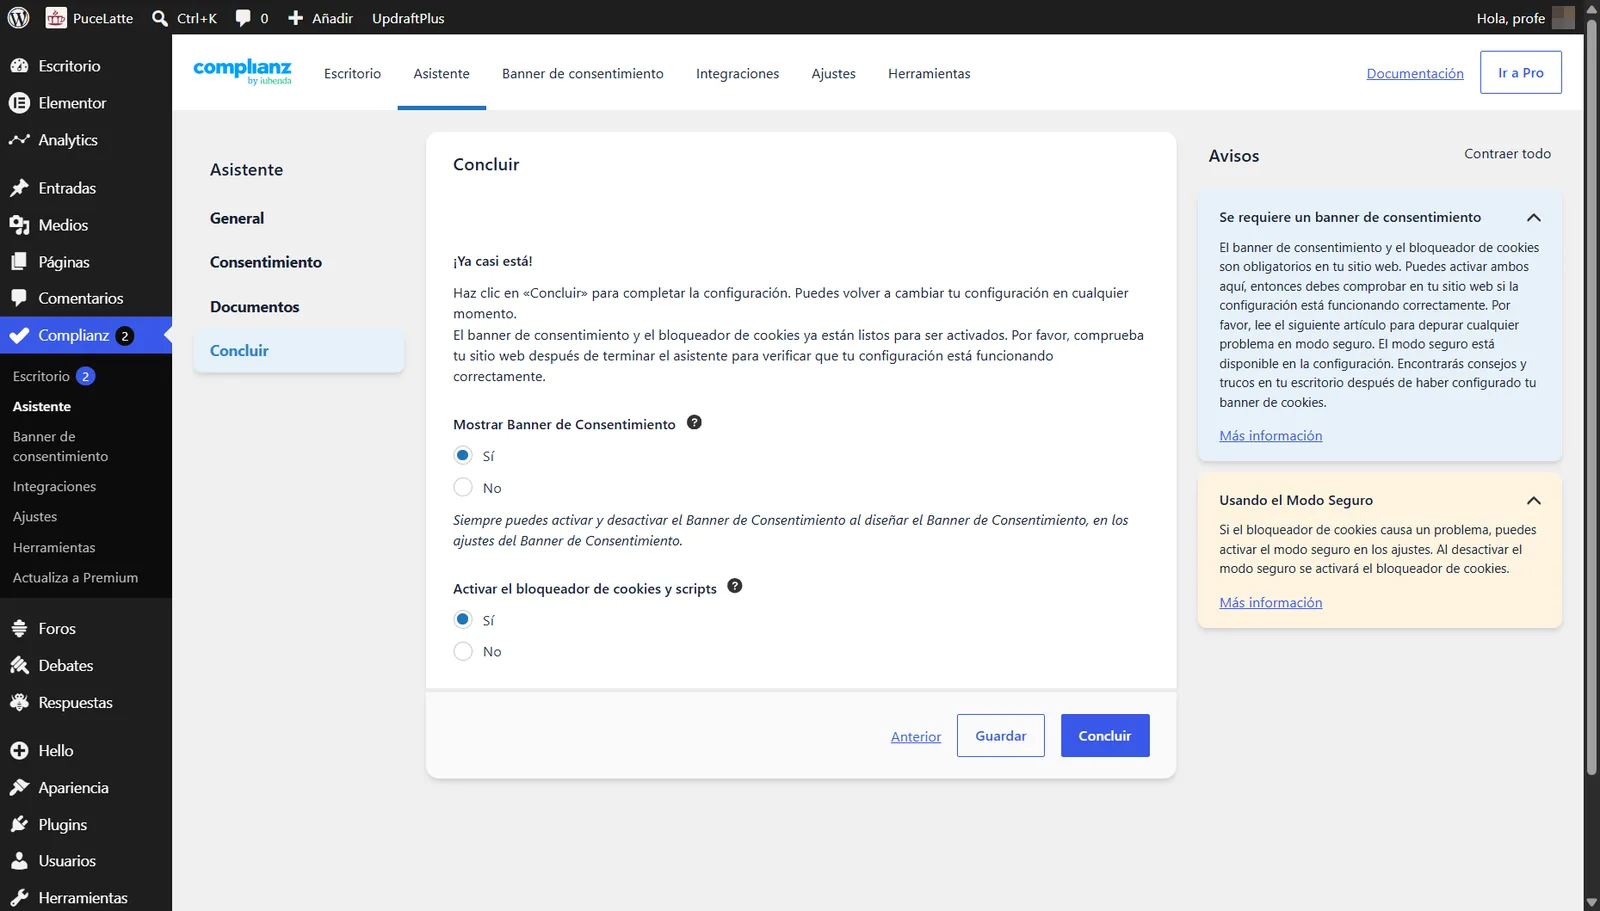 PuceLatte
Ctrl+K
0
Añadir
UpdraftPlus
Hola, profe
Escritorio
Elementor
Analytics
Entradas
Medios
Páginas
Comentarios
Complianz 2
Escritorio 2
Asistente
Banner de
consentimiento
Integraciones
Ajustes
Herramientas
Actualiza a Premium
Foros
Debates
Respuestas
Hello
Apariencia
Plugins
Usuarios
Herramientas
complianz
by iubenda
Escritorio
Asistente
Banner de consentimiento
Integraciones
Ajustes
Herramientas
Documentación
Ir a Pro
Asistente
General
Consentimiento
Documentos
Concluir
Concluir
¡Ya casi está!
Haz clic en «Concluir» para completar la configuración. Puedes volver a cambiar tu configuración en cualquier
momento.
El banner de consentimiento y el bloqueador de cookies ya están listos para ser activados. Por favor, comprueba
tu sitio web después de terminar el asistente para verificar que tu configuración está funcionando
correctamente.
Mostrar Banner de Consentimiento ?
Sí
No
Siempre puedes activar y desactivar el Banner de Consentimiento al diseñar el Banner de Consentimiento, en los
ajustes del Banner de Consentimiento.
Activar el bloqueador de cookies y scripts ?
Sí
No
Anterior
Guardar
Concluir
Avisos
Contraer todo
Se requiere un banner de consentimiento
El banner de consentimiento y el bloqueador de cookies
son obligatorios en tu sitio web. Puedes activar ambos
aquí, entonces debes comprobar en tu sitio web si la
configuración está funcionando correctamente. Por
favor, lee el siguiente artículo para depurar cualquier
problema en modo seguro. El modo seguro está
disponible en la configuración. Encontrarás consejos y
trucos en tu escritorio después de haber configurado tu
banner de cookies.
Más información
Usando el Modo Seguro
Si el bloqueador de cookies causa un problema, puedes
activar el modo seguro en los ajustes. Al desactivar el
modo seguro se activará el bloqueador de cookies.
Más información